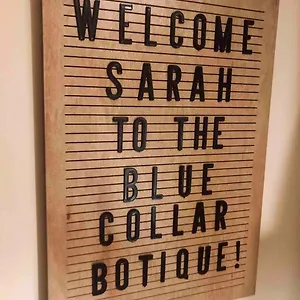 WELCOME
SARAH
TO THE
BLUE
COLLAR
BOTIQUE!